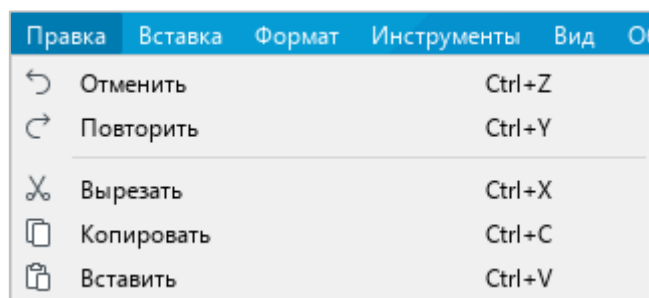 Правка Вставка Формат Инструменты Вид
Отменить Ctrl+Z
Повторить Ctrl+Y
Вырезать Ctrl+X
Копировать Ctrl+C
Вставить Ctrl+V